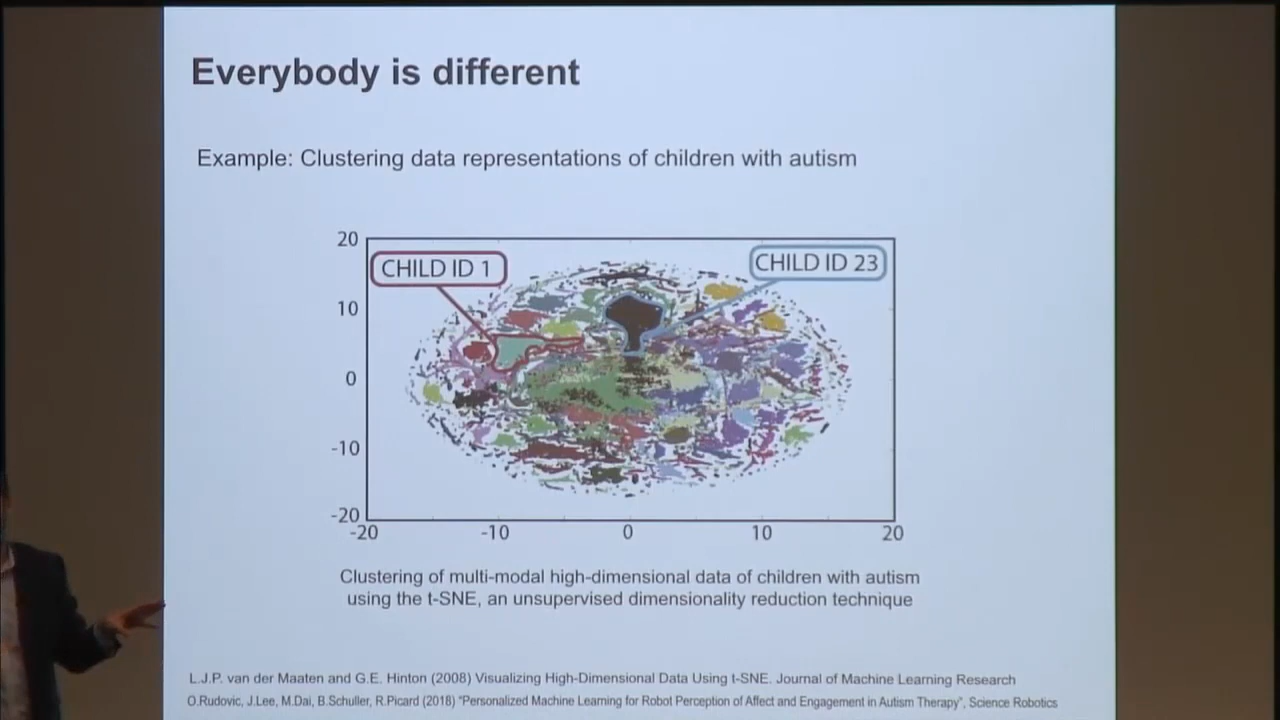 Everybody is different
Example: Clustering data representations of children with autism
20
CHILD ID 1
CHILD ID 23
10
0
-10
-20
-20
-10
0
10
20
Clustering of multi-modal high-dimensional data of children with autism
using the t-SNE, an unsupervised dimensionality reduction technique
L.J.P. van der Maaten and G.E. Hinton (2008) Visualizing High-Dimensional Data Using t-SNE. Journal of Machine Learning Research
O.Rudovic, J.Lee, M.Dai, B.Schuller, R.Picard (2018) "Personalized Machine Learning for Robot Perception of Affect and Engagement in Autism Therapy", Science Robotics